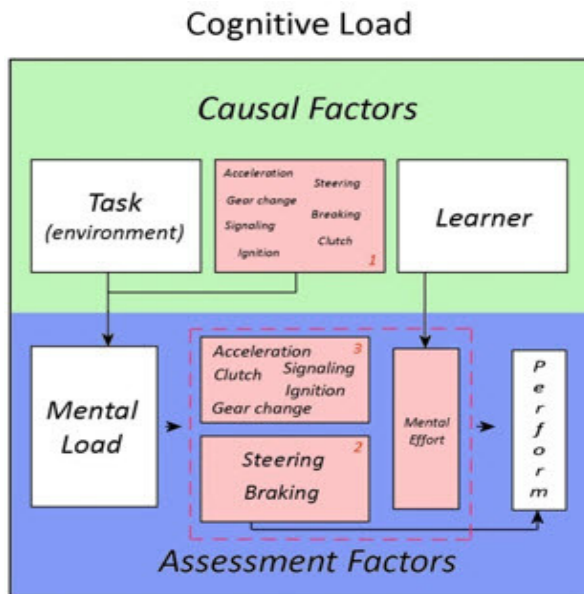 Cognitive Load
Causal Factors
Task
(environment)
Acceleration
Steering
Gear change
Breaking
Signaling
Clutch
Ignition
1
Learner
Mental
Load
Acceleration
3
Clutch
Signaling
Ignition
Gear change
2
Steering
Braking
Mental
Effort
P
e
r
f
o
r
m
Assessment Factors